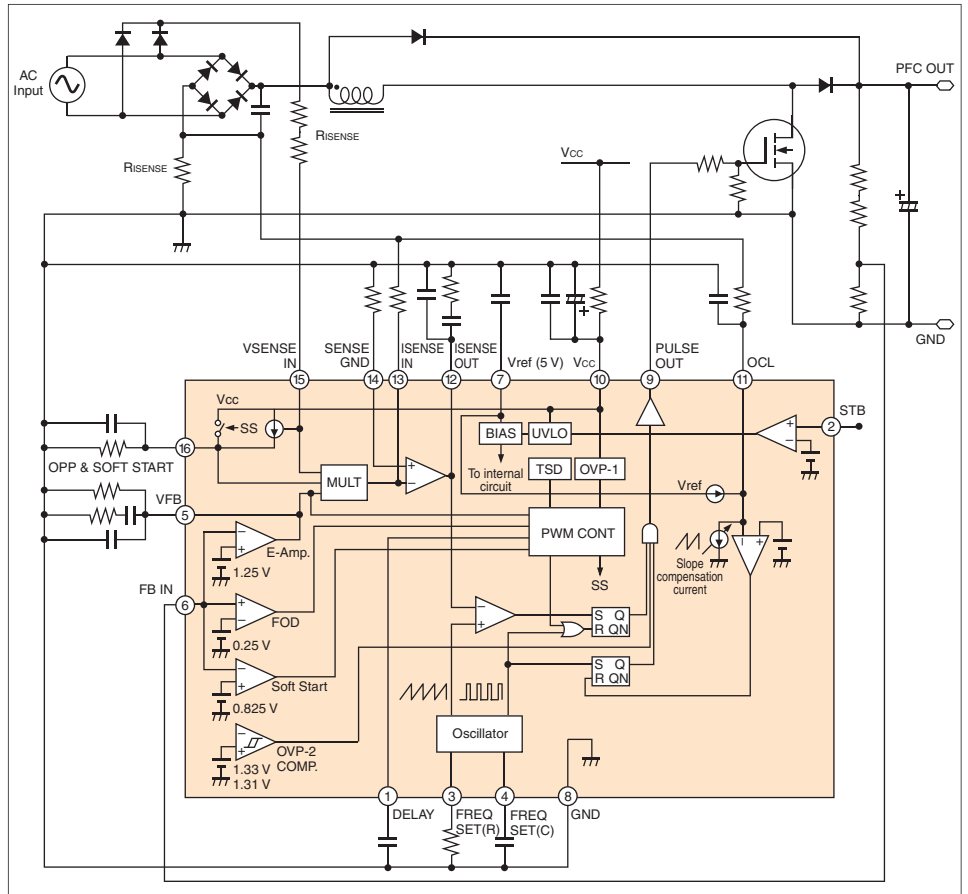 AC
Input
PFC OUT
RISENSE
RISENSE
VCC
GND
VSENSE
IN
SENSE
GND
ISENSE
IN
ISENSE
OUT
Vref (5 V)
VCC
PULSE
OUT
OCL
15
14
13
12
7
10
9
11
Vcc
SS
BIAS
UVLO
2
STB
16
OPP & SOFT START
MULT
+
−
To internal
circuit
TSD
OVP-1
Vref
VFB
5
E-Amp.
1.25 V
PWM CONT
SS
Slope
compensation
current
FB IN
6
FOD
0.25 V
S Q
R QN
Soft Start
0.825 V
S Q
R QN
Oscillator
OVP-2
COMP.
1.33 V
1.31 V
1
3
4
8
DELAY
FREQ
SET(R)
FREQ
SET(C)
GND